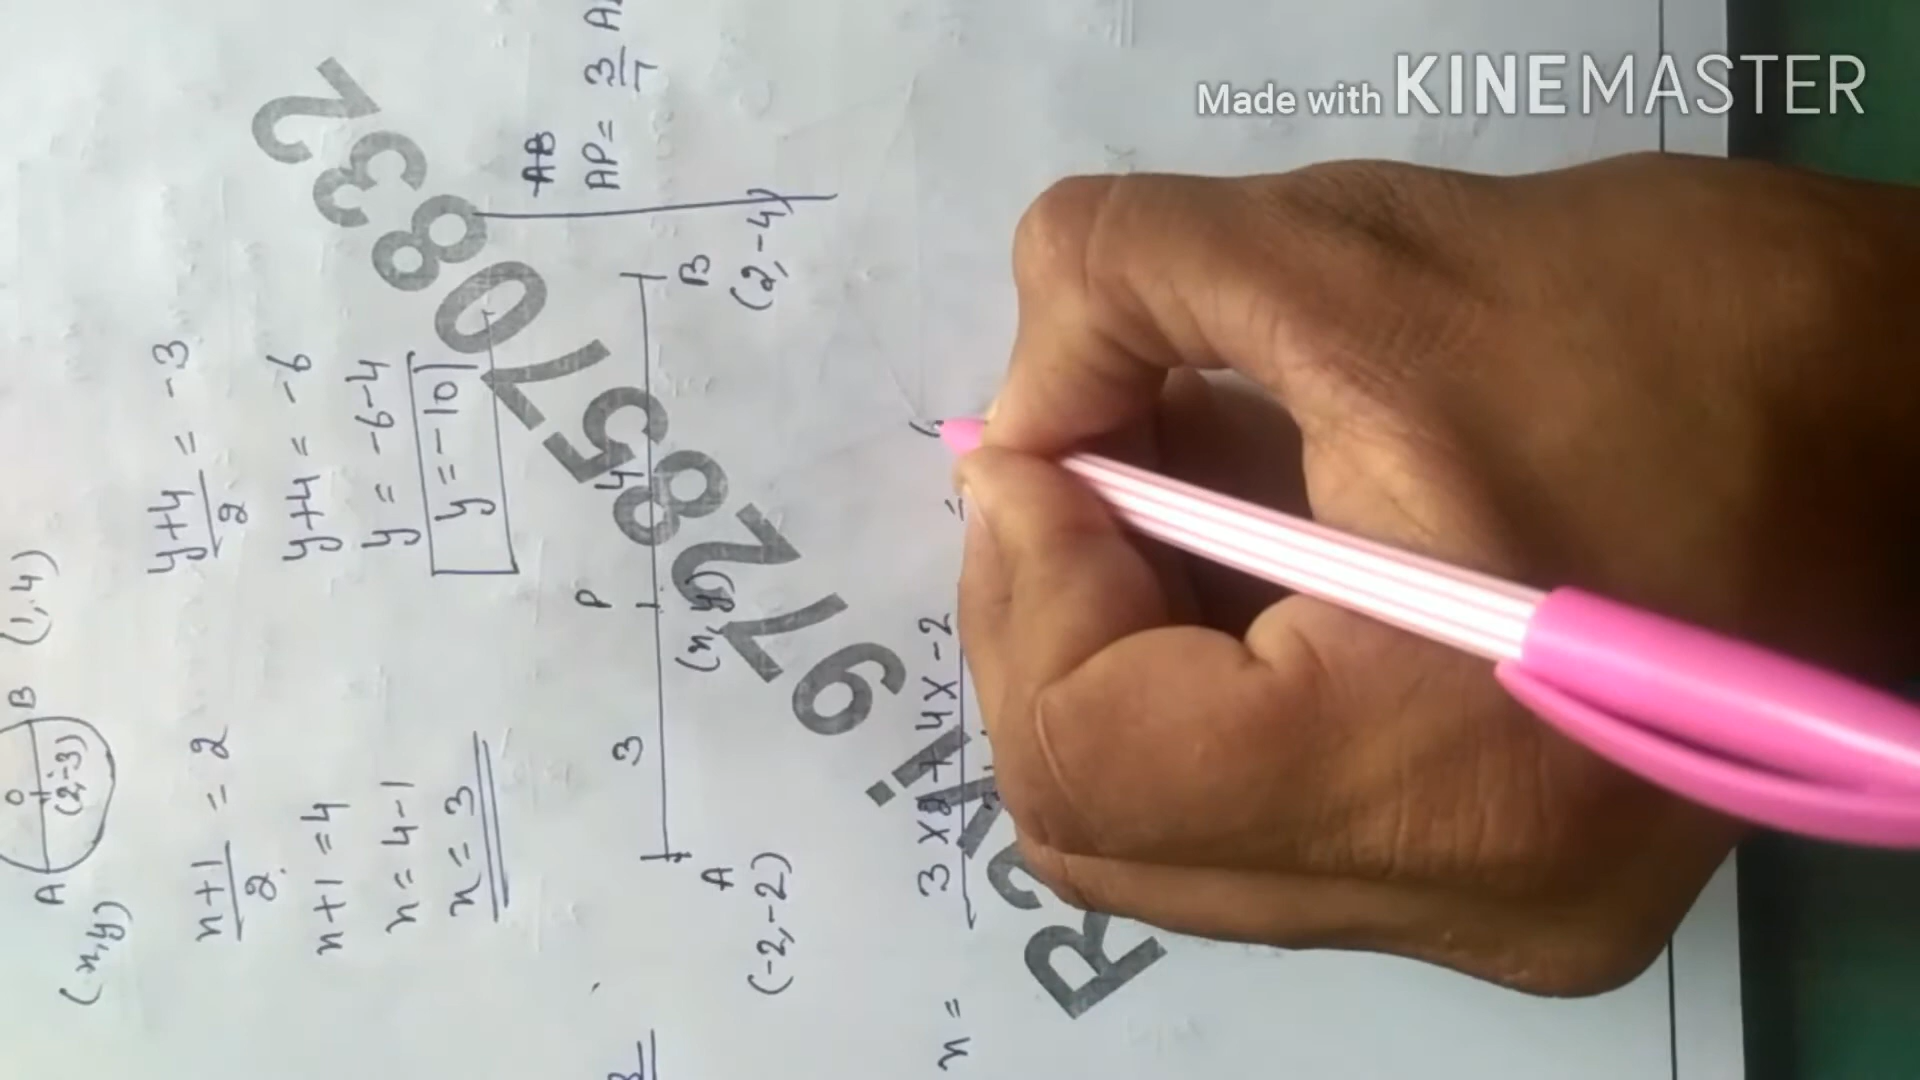 Made with KINEMASTER
A O B (1,4)
(2,-3)
(x,y)
x+1/2 = 2
y+4/2 = -3
x+1 = 4
y+4 = -6
x = 4-1
y = -6-4
x = 3
y = -10
3 P 4
AB
AP = 3/7
A B
(-2,-2) (x,y) (2,-4)
x = 3×2+4×-2 =